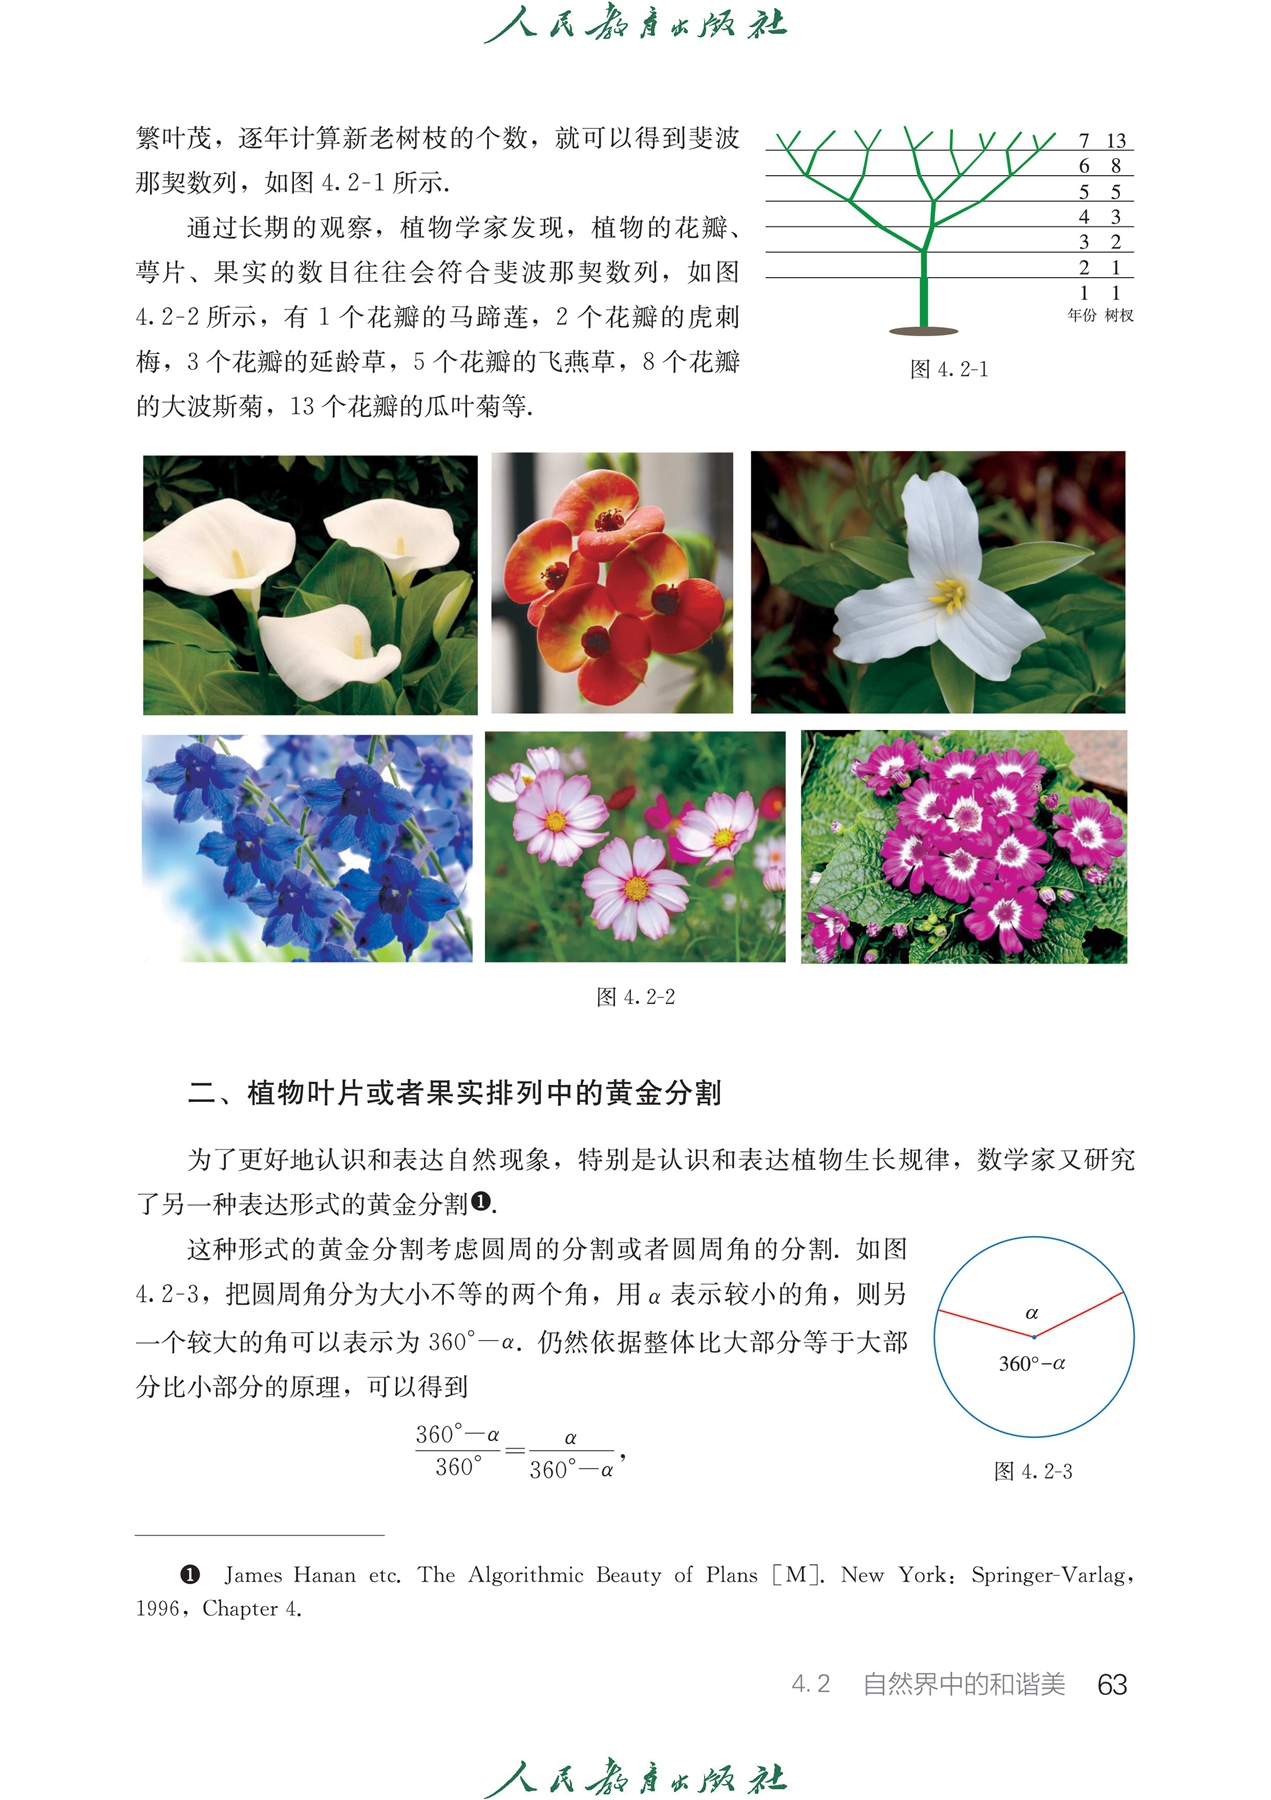 人民教育出版社
繁叶茂，逐年计算新老树枝的个数，就可以得到斐波
那契数列，如图 4.2-1 所示.
通过长期的观察，植物学家发现，植物的花瓣、
萼片、果实的数目往往会符合斐波那契数列，如图
4.2-2 所示，有 1 个花瓣的马蹄莲，2 个花瓣的虎刺
梅，3 个花瓣的延龄草，5 个花瓣的飞燕草，8 个花瓣
的大波斯菊，13 个花瓣的瓜叶菊等.
7 13
6 8
5 5
4 3
3 2
2 1
1 1
年份 树杈
图 4.2-1
图 4.2-2
二、植物叶片或者果实排列中的黄金分割
为了更好地认识和表达自然现象，特别是认识和表达植物生长规律，数学家又研究
了另一种表达形式的黄金分割❶.
这种形式的黄金分割考虑圆周的分割或者圆周角的分割. 如图
4.2-3，把圆周角分为大小不等的两个角，用 α 表示较小的角，则另
一个较大的角可以表示为 360°－α. 仍然依据整体比大部分等于大部
分比小部分的原理，可以得到
360°－α / 360° = α / 360°－α，
α
360°−α
图 4.2-3
❶ James Hanan etc. The Algorithmic Beauty of Plans [M]. New York: Springer-Varlag,
1996, Chapter 4.
4.2 自然界中的和谐美 63
人民教育出版社